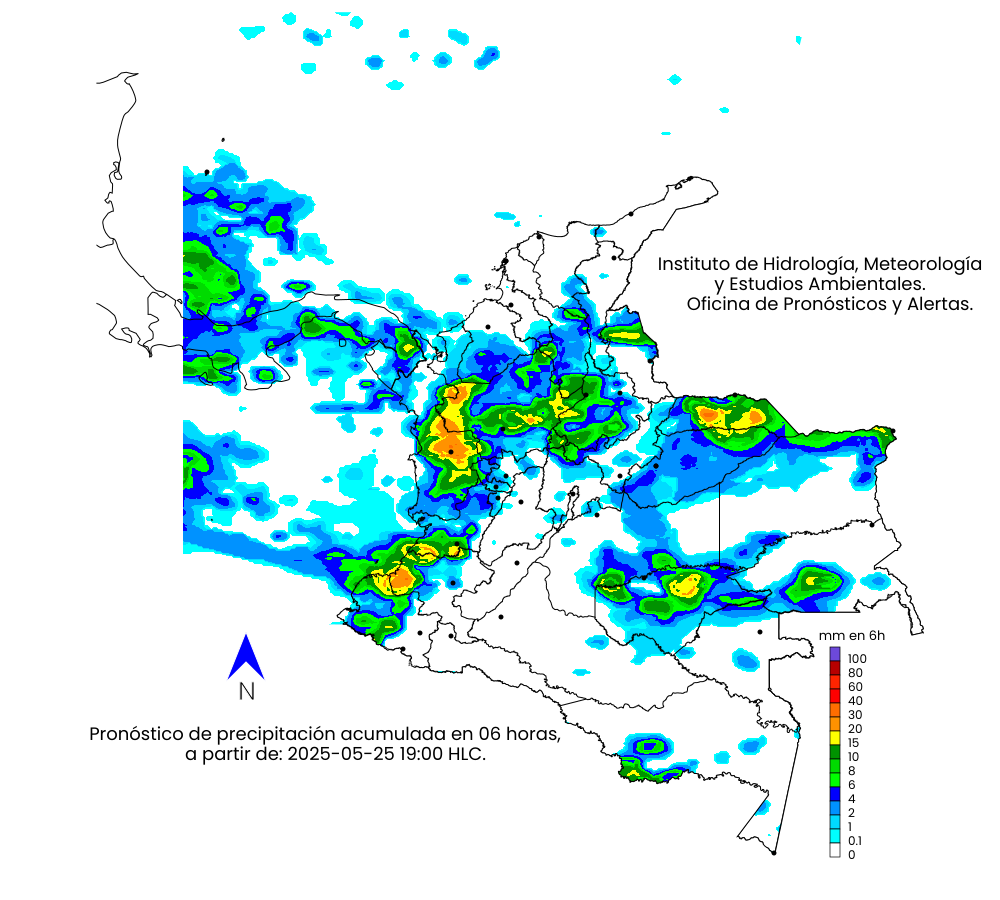 Instituto de Hidrología, Meteorología
y Estudios Ambientales.
Oficina de Pronósticos y Alertas.
mm en 6h
100
80
60
40
30
20
15
10
8
6
4
2
1
0.1
0
N
Pronóstico de precipitación acumulada en 06 horas,
a partir de: 2025-05-25 19:00 HLC.